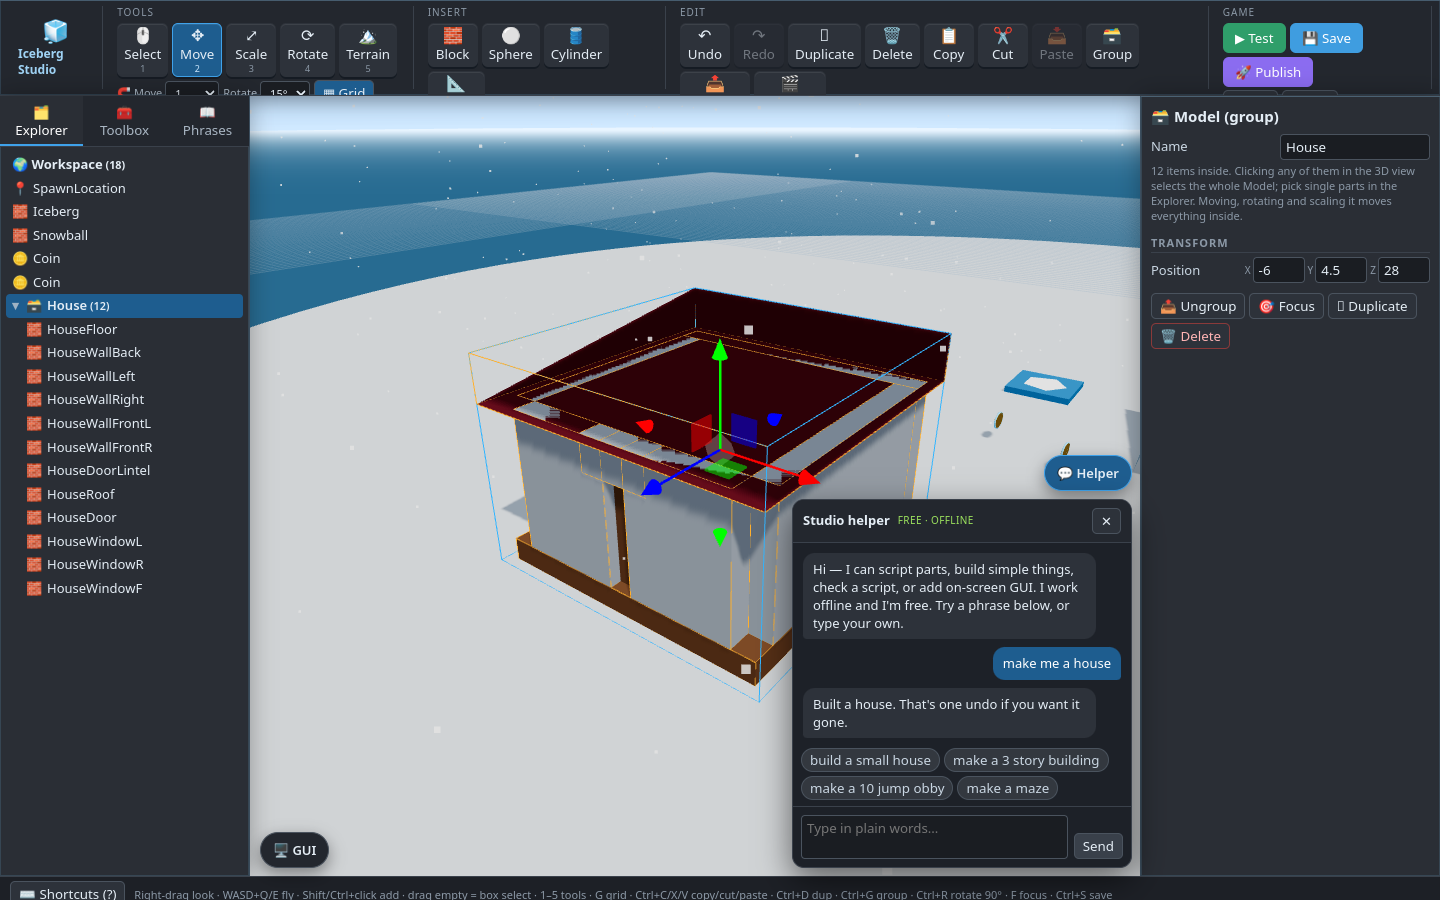 Iceberg
Studio
TOOLS
Select
1
Move
2
Scale
3
Rotate
4
Terrain
5
Move
1
Rotate
15°
Grid
INSERT
Block
Sphere
Cylinder
EDIT
Undo
Redo
Duplicate
Delete
Copy
Cut
Paste
Group
GAME
▶ Test
Save
Publish
Explorer
Toolbox
Phrases
Workspace (18)
SpawnLocation
Iceberg
Snowball
Coin
Coin
▼ House (12)
HouseFloor
HouseWallBack
HouseWallLeft
HouseWallRight
HouseWallFrontL
HouseWallFrontR
HouseDoorLintel
HouseRoof
HouseDoor
HouseWindowL
HouseWindowR
HouseWindowF
GUI
Helper
Studio helper FREE · OFFLINE
×
Hi — I can script parts, build simple things,
check a script, or add on-screen GUI. I work
offline and I'm free. Try a phrase below, or
type your own.
make me a house
Built a house. That's one undo if you want it
gone.
build a small house
make a 3 story building
make a 10 jump obby
make a maze
Type in plain words...
Send
Model (group)
Name House
12 items inside. Clicking any of them in the 3D view
selects the whole Model; pick single parts in the
Explorer. Moving, rotating and scaling it moves
everything inside.
TRANSFORM
Position X -6 Y 4.5 Z 28
Ungroup
Focus
Duplicate
Delete
Shortcuts (?)
Right-drag look · WASD+Q/E fly · Shift/Ctrl+click add · drag empty = box select · 1–5 tools · G grid · Ctrl+C/X/V copy/cut/paste · Ctrl+D dup · Ctrl+G group · Ctrl+R rotate 90° · F focus · Ctrl+S save